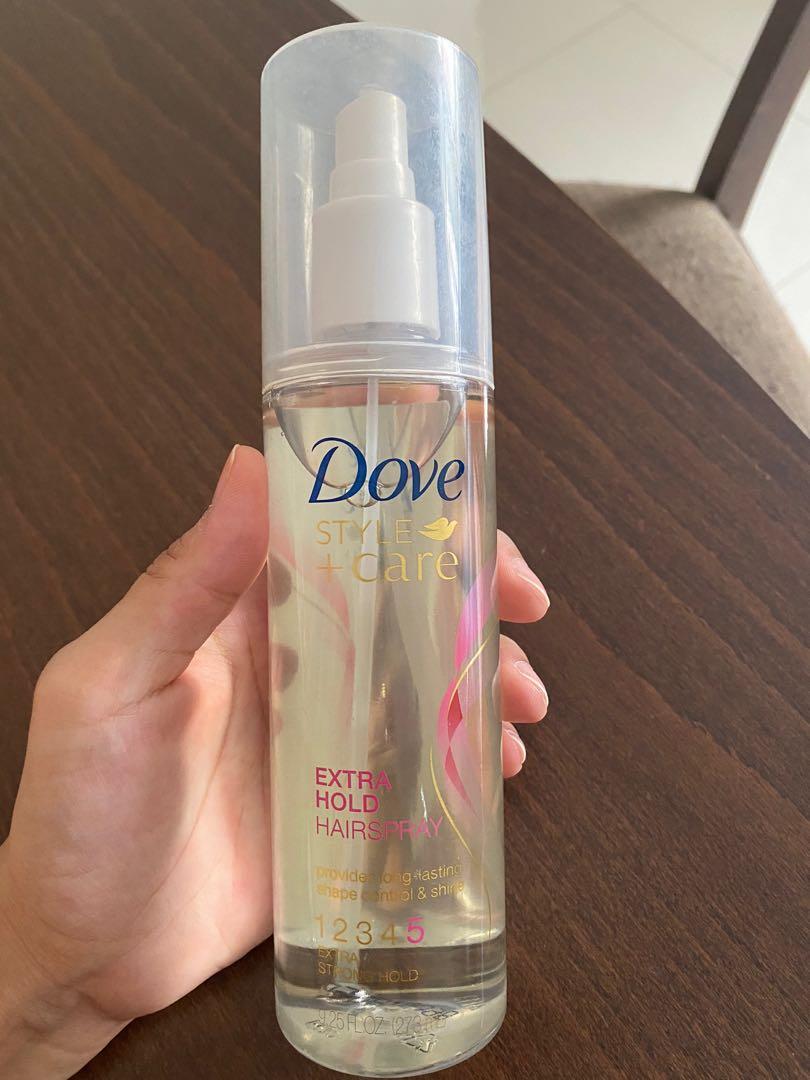 Dove
STYLE
+care
EXTRA
HOLD
HAIRSPRAY
provides long-lasting
shape control & shine
1 2 3 4 5
EXTRA
STRONG HOLD
9.25 FL OZ. (273 mL)